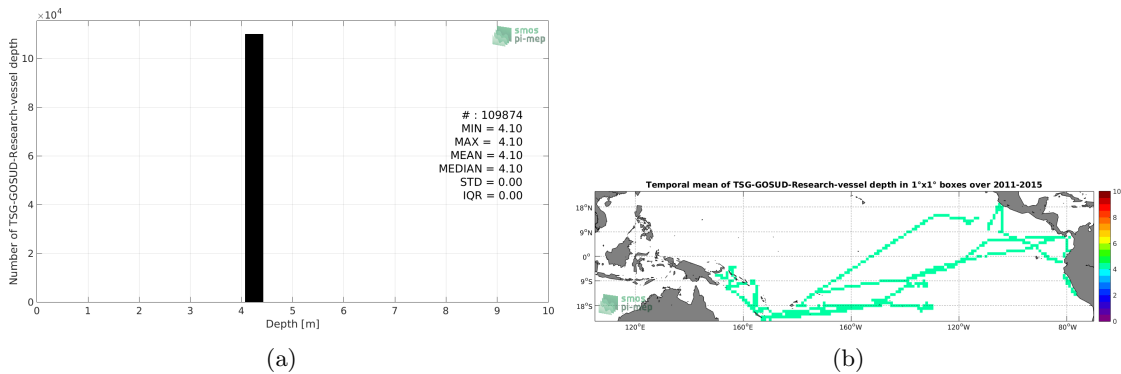 ×10⁴
10
8
6
4
2
0
Number of TSG-GOSUD-Research-vessel depth
smos
pi-mep
# : 109874
MIN = 4.10
MAX = 4.10
MEAN = 4.10
MEDIAN = 4.10
STD = 0.00
IQR = 0.00
0 1 2 3 4 5 6 7 8 9 10
Depth [m]
(a)
Temporal mean of TSG-GOSUD-Research-vessel depth in 1°x1° boxes over 2011-2015
18°N
9°N
0°
9°S
18°S
smos
pi-mep
120°E 160°E 160°W 120°W 80°W
10
8
6
4
2
0
(b)